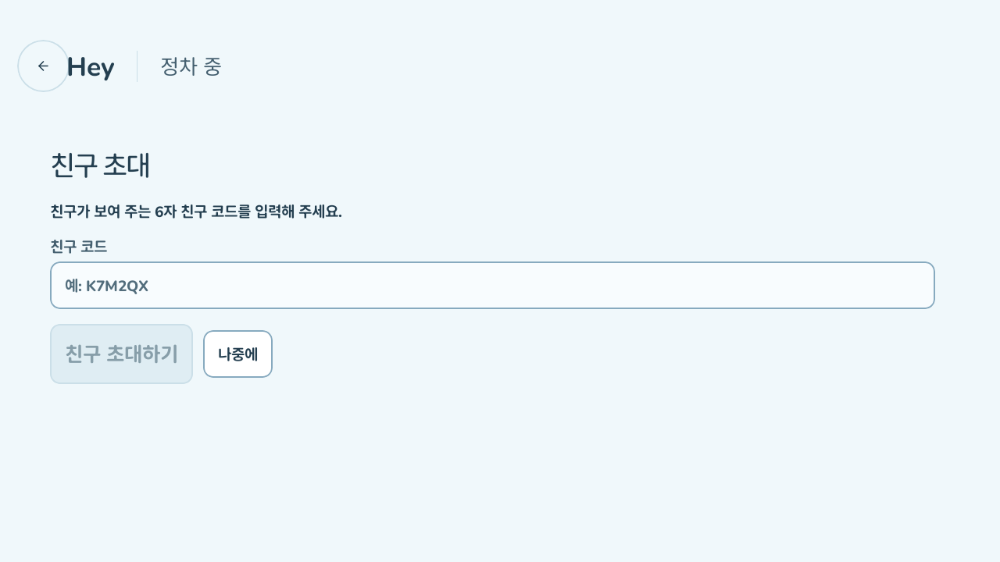 Hey
정차 중
친구 초대
친구가 보여 주는 6자 친구 코드를 입력해 주세요.
친구 코드
예: K7M2QX
친구 초대하기
나중에